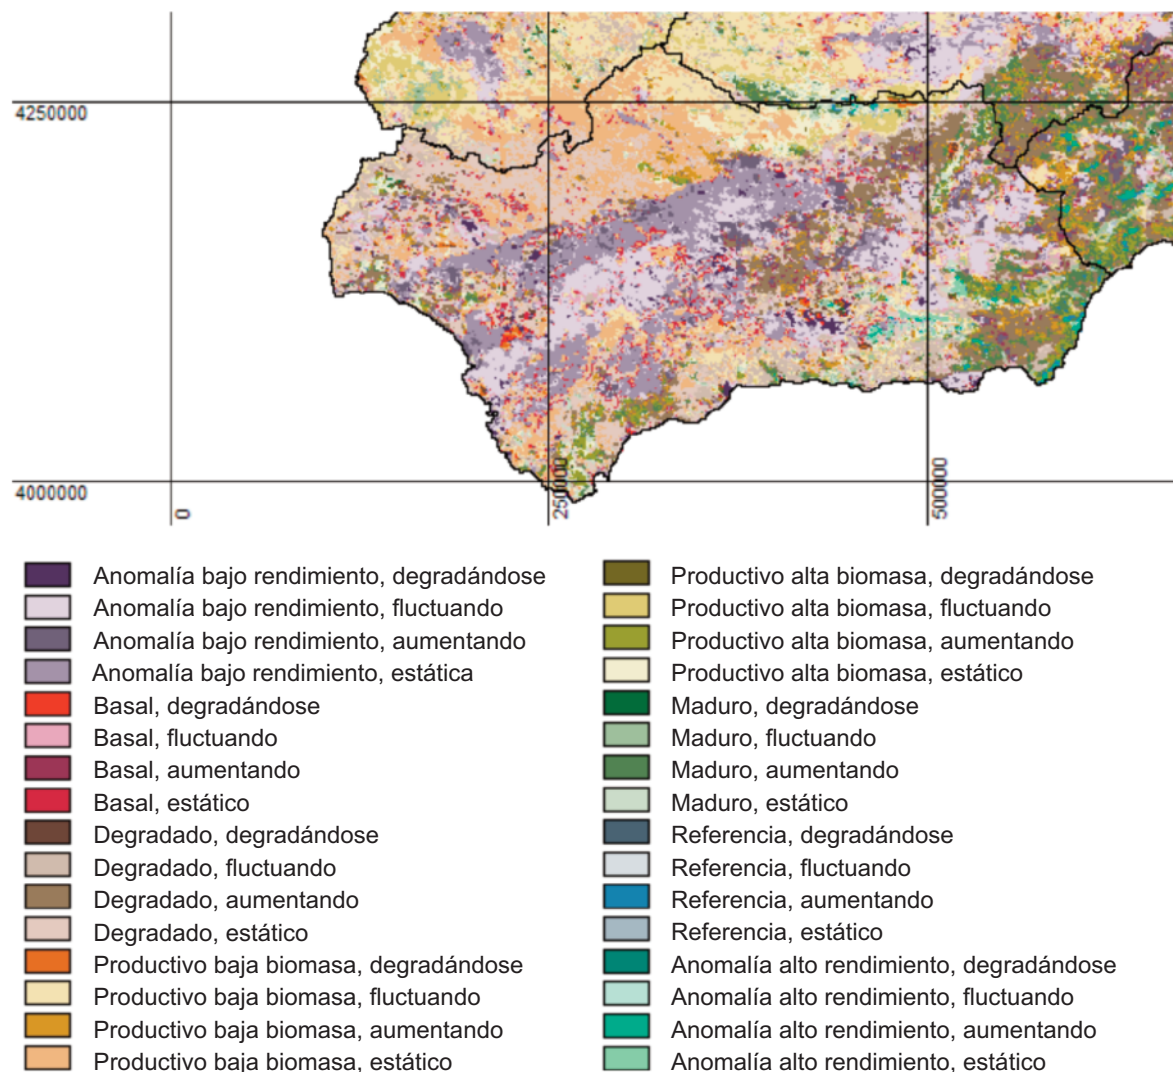 4250000
4000000
0
250000
500000
Anomalía bajo rendimiento, degradándose
Anomalía bajo rendimiento, fluctuando
Anomalía bajo rendimiento, aumentando
Anomalía bajo rendimiento, estática
Basal, degradándose
Basal, fluctuando
Basal, aumentando
Basal, estático
Degradado, degradándose
Degradado, fluctuando
Degradado, aumentando
Degradado, estático
Productivo baja biomasa, degradándose
Productivo baja biomasa, fluctuando
Productivo baja biomasa, aumentando
Productivo baja biomasa, estático
Productivo alta biomasa, degradándose
Productivo alta biomasa, fluctuando
Productivo alta biomasa, aumentando
Productivo alta biomasa, estático
Maduro, degradándose
Maduro, fluctuando
Maduro, aumentando
Maduro, estático
Referencia, degradándose
Referencia, fluctuando
Referencia, aumentando
Referencia, estático
Anomalía alto rendimiento, degradándose
Anomalía alto rendimiento, fluctuando
Anomalía alto rendimiento, aumentando
Anomalía alto rendimiento, estático